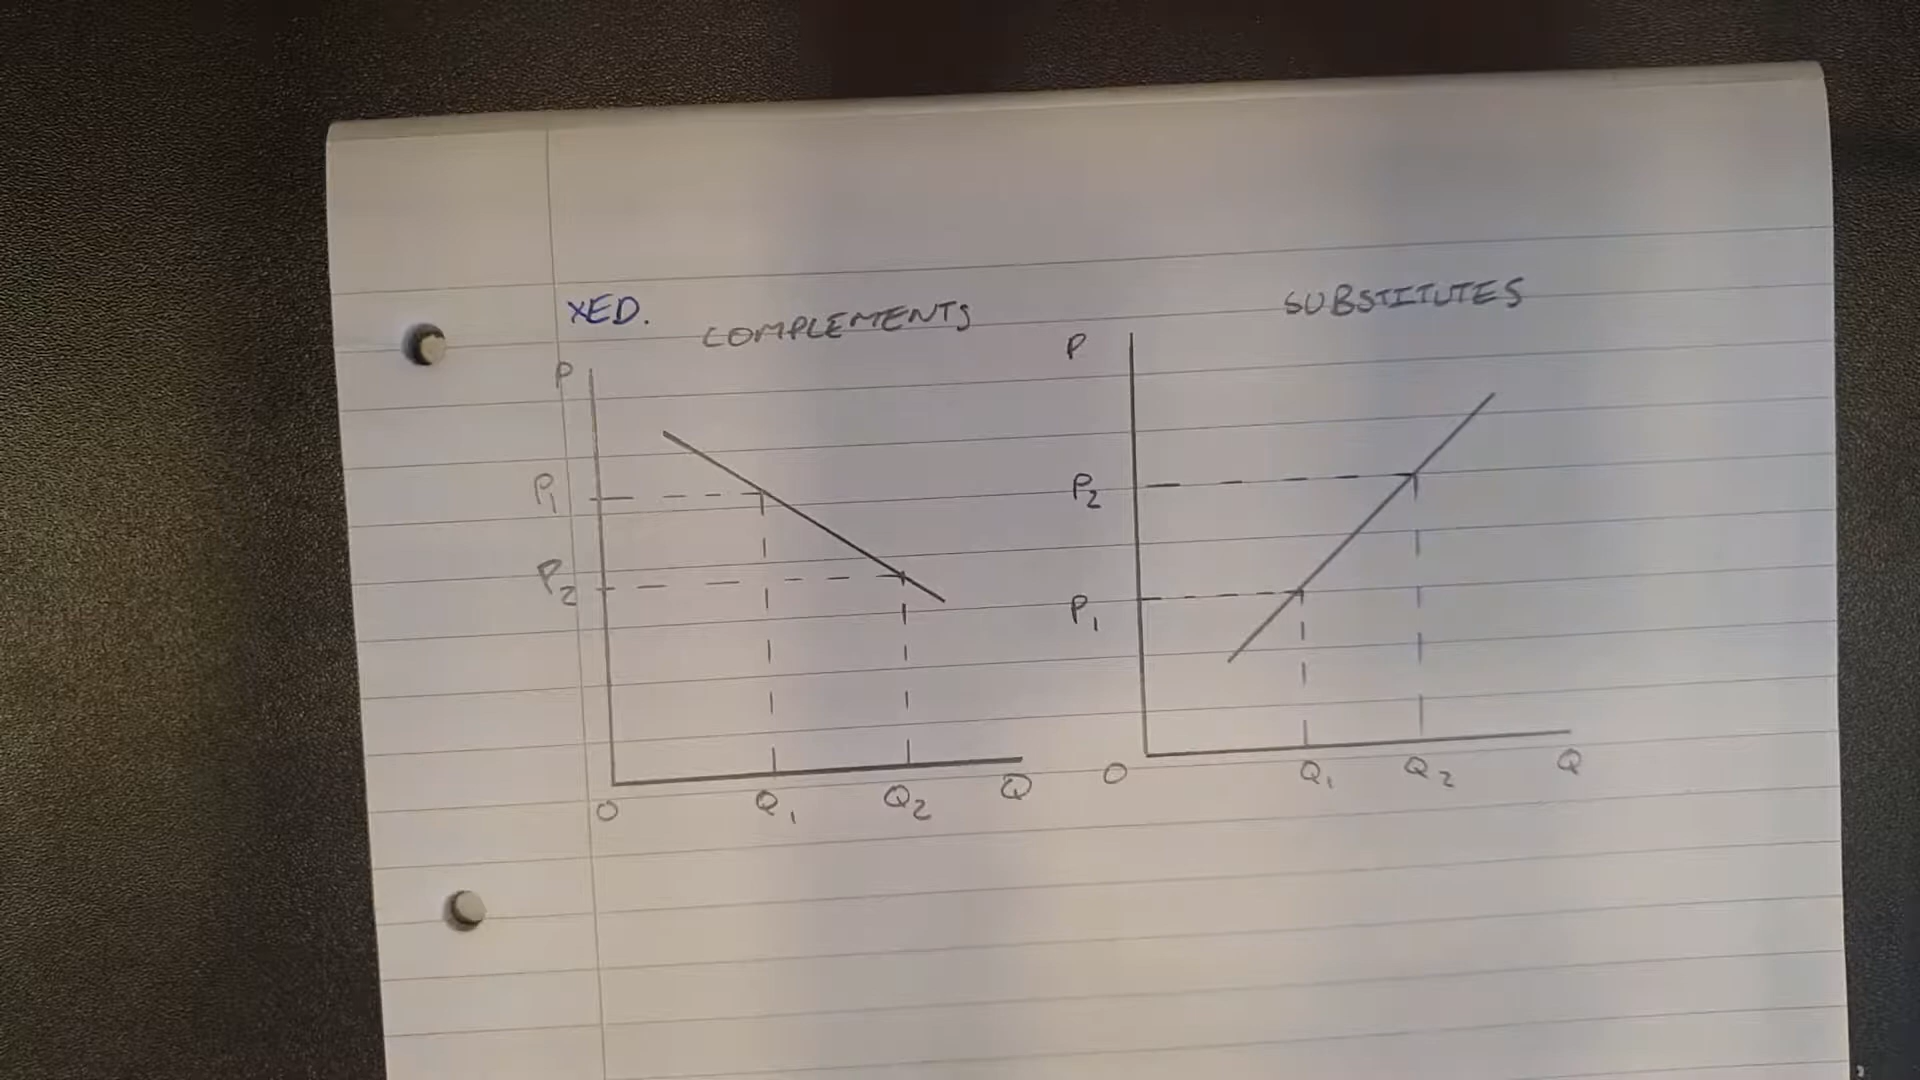 XED.
COMPLEMENTS
P
P1
P2
O
Q1
Q2
Q
SUBSTITUTES
P
P2
P1
O
Q1
Q2
Q